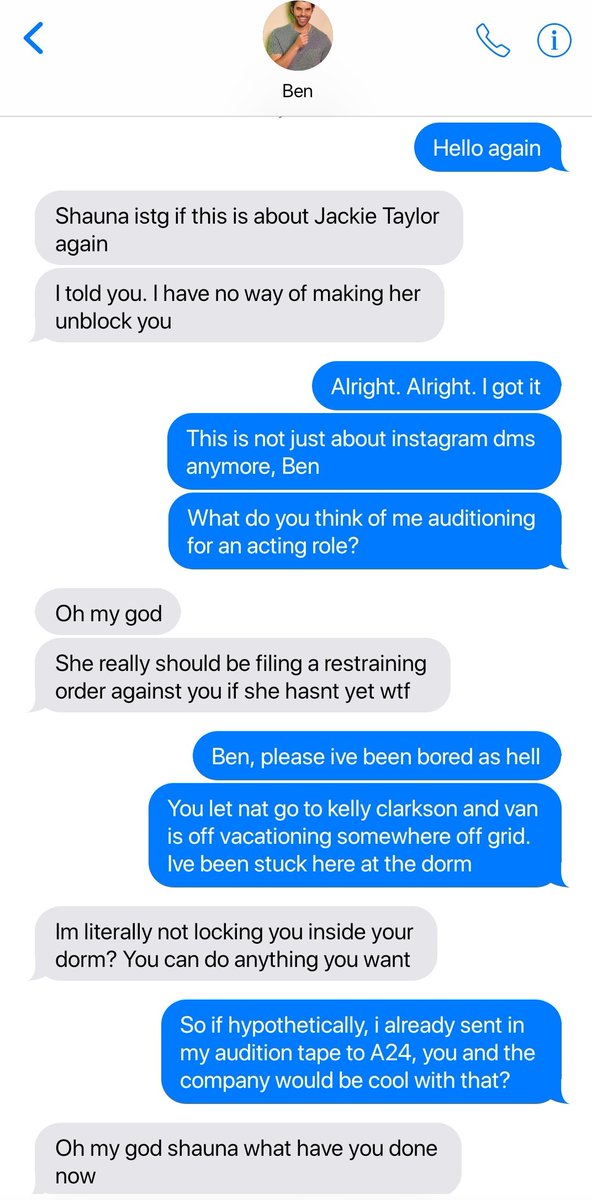 Ben
Hello again
Shauna istg if this is about Jackie Taylor
again
I told you. I have no way of making her
unblock you
Alright. Alright. I got it
This is not just about instagram dms
anymore, Ben
What do you think of me auditioning
for an acting role?
Oh my god
She really should be filing a restraining
order against you if she hasnt yet wtf
Ben, please ive been bored as hell
You let nat go to kelly clarkson and van
is off vacationing somewhere off grid.
Ive been stuck here at the dorm
Im literally not locking you inside your
dorm? You can do anything you want
So if hypothetically, i already sent in
my audition tape to A24, you and the
company would be cool with that?
Oh my god shauna what have you done
now